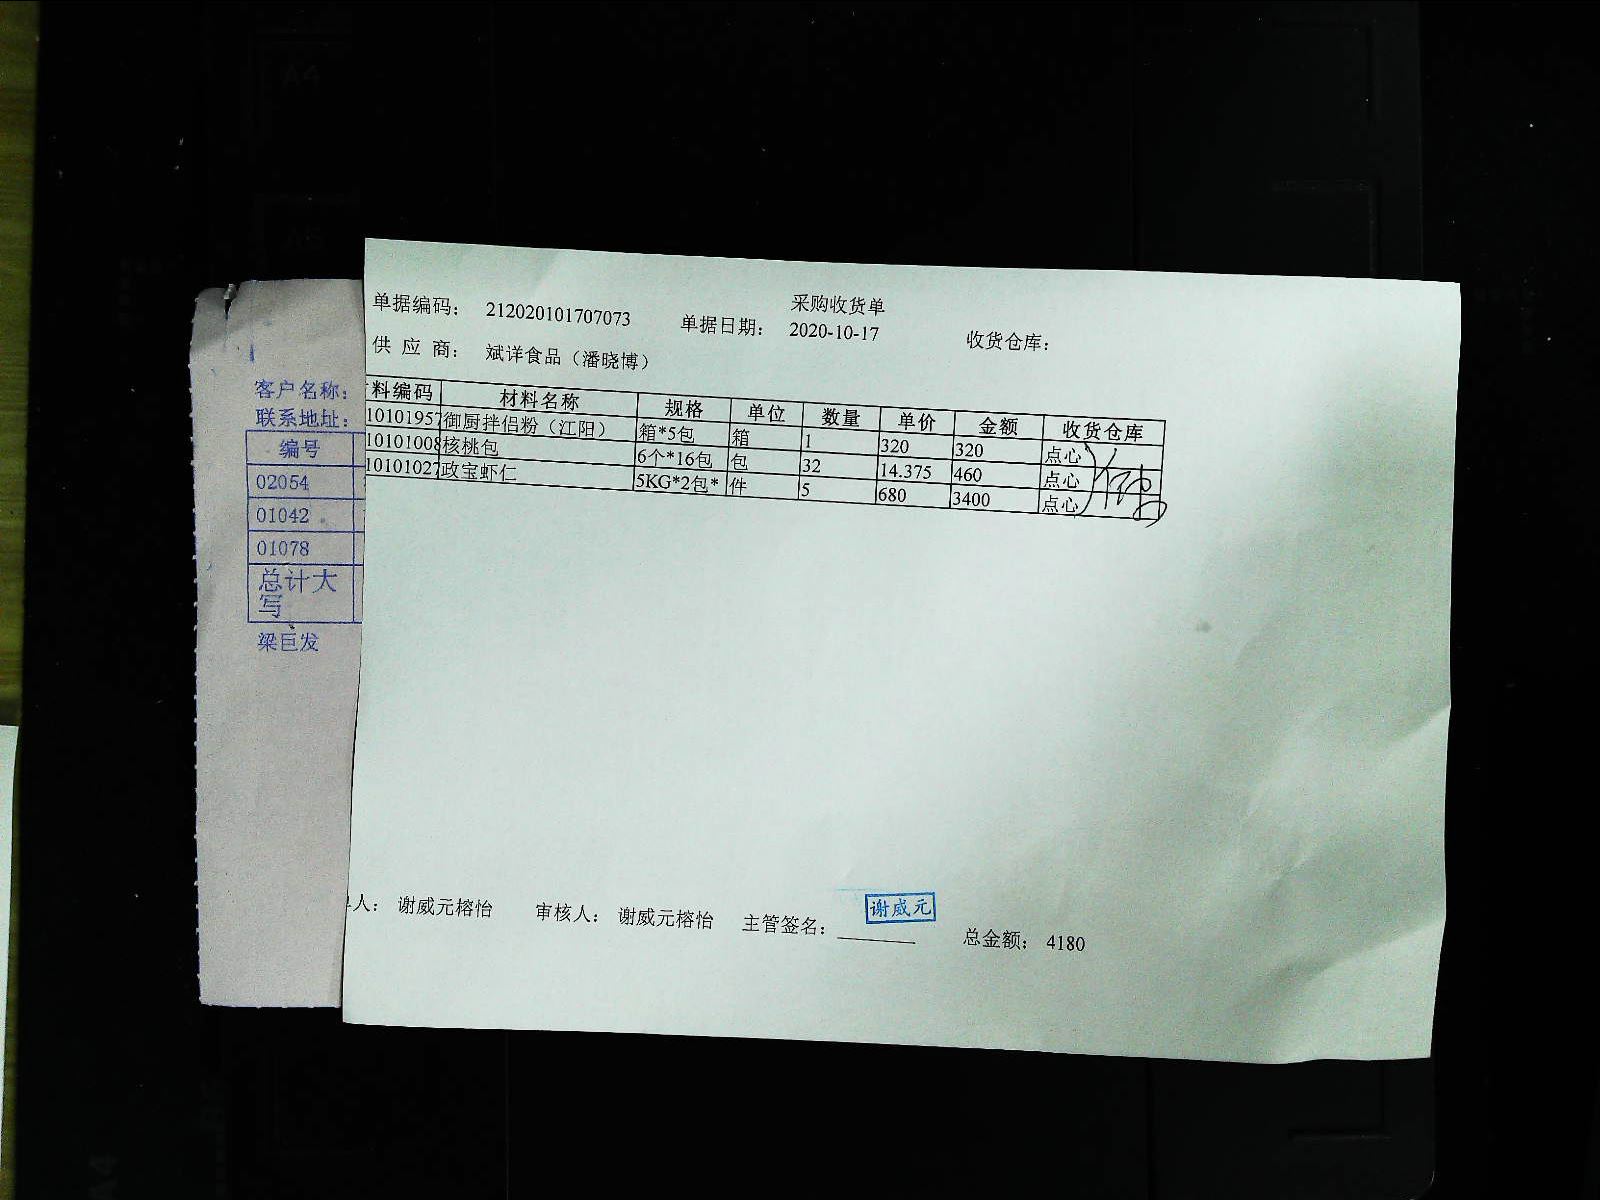 采购收货单
单据编码： 212020101707073 单据日期： 2020-10-17 收货仓库：
供 应 商： 斌详食品（潘晓博）
料编码 材料名称 规格 单位 数量 单价 金额 收货仓库
10101957 御厨拌侣粉（江阳） 箱*5包 箱 1 320 320 点心
10101008 核桃包 6个*16包 包 32 14.375 460 点心
10101027 政宝虾仁 5KG*2包* 件 5 680 3400 点心
人： 谢威元榕怡 审核人： 谢威元榕怡 主管签名： 谢威元 总金额： 4180
客户名称：
联系地址：
编号
02054
01042
01078
总计大
写
梁巨发
A4
A5
A4